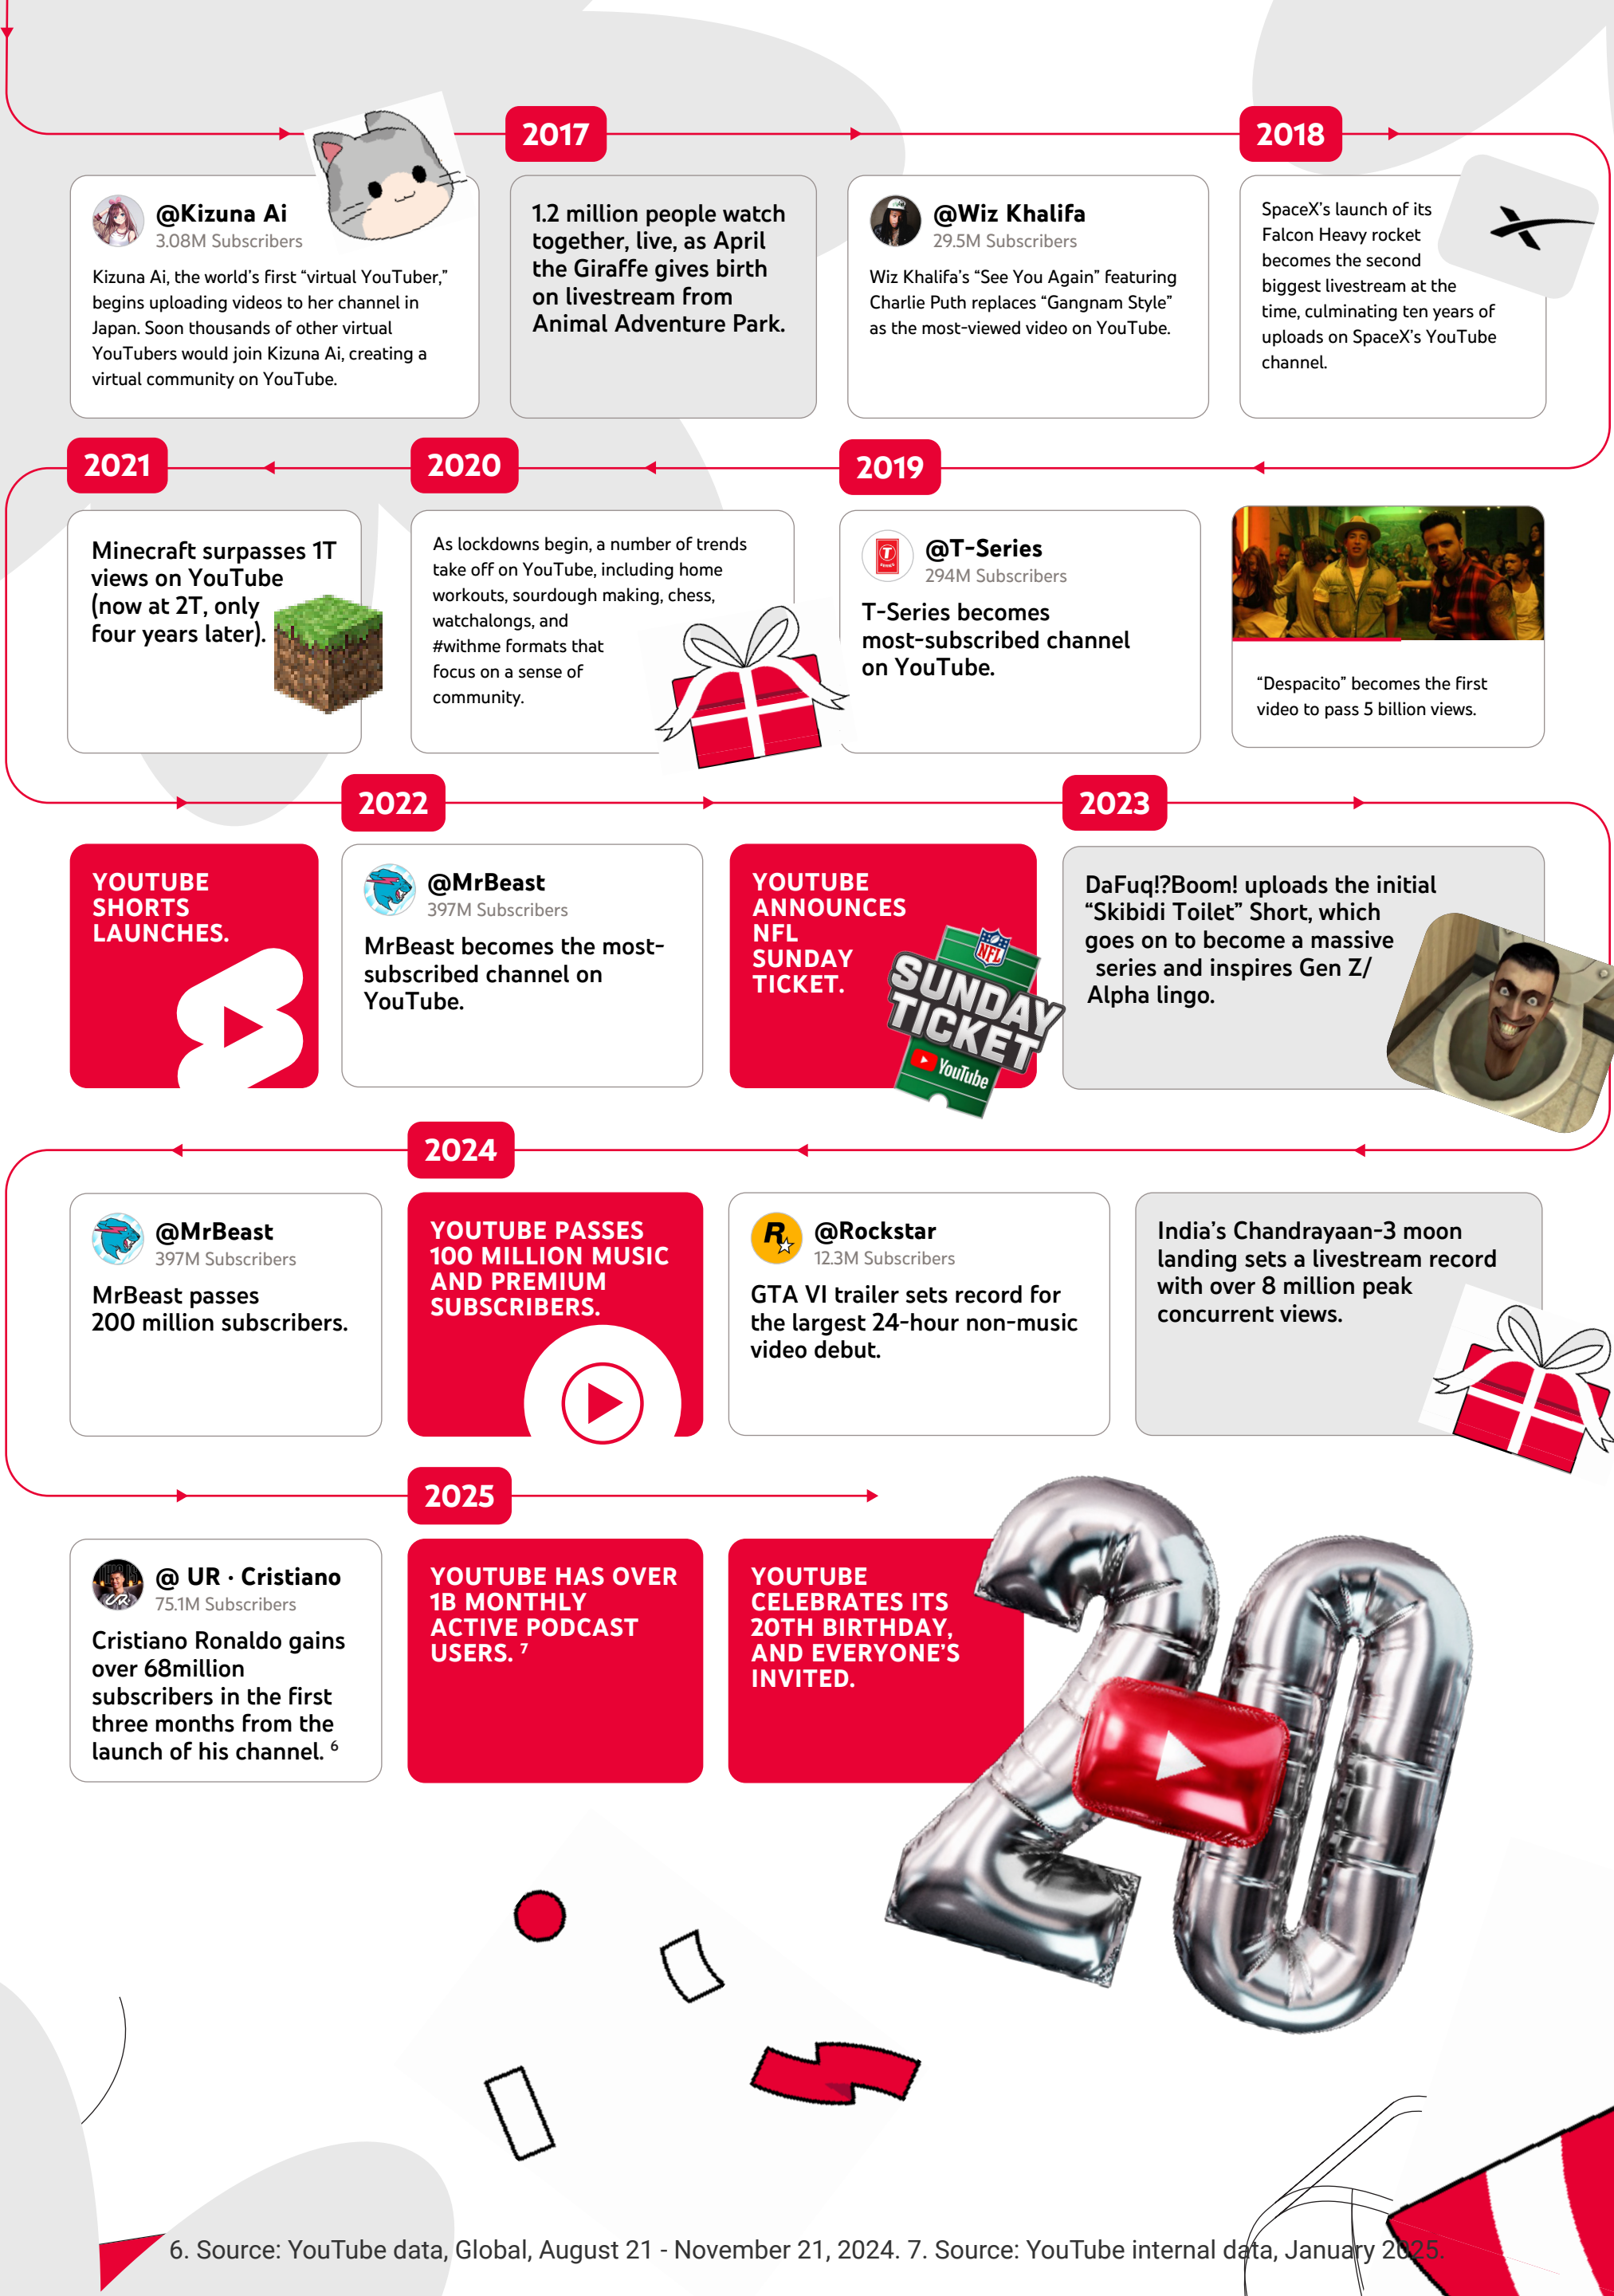 2017
2018
@Kizuna Ai
3.08M Subscribers
Kizuna Ai, the world's first “virtual YouTuber,”
begins uploading videos to her channel in
Japan. Soon thousands of other virtual
YouTubers would join Kizuna Ai, creating a
virtual community on YouTube.
1.2 million people watch
together, live, as April
the Giraffe gives birth
on livestream from
Animal Adventure Park.
@Wiz Khalifa
29.5M Subscribers
Wiz Khalifa's “See You Again” featuring
Charlie Puth replaces “Gangnam Style”
as the most-viewed video on YouTube.
SpaceX's launch of its
Falcon Heavy rocket
becomes the second
biggest livestream at the
time, culminating ten years of
uploads on SpaceX's YouTube
channel.
2021
2020
2019
Minecraft surpasses 1T
views on YouTube
(now at 2T, only
four years later).
As lockdowns begin, a number of trends
take off on YouTube, including home
workouts, sourdough making, chess,
watchalongs, and
#withme formats that
focus on a sense of
community.
T
SERIES
@T-Series
294M Subscribers
T-Series becomes
most-subscribed channel
on YouTube.
“Despacito” becomes the first
video to pass 5 billion views.
2022
2023
YOUTUBE
SHORTS
LAUNCHES.
@MrBeast
397M Subscribers
MrBeast becomes the most-
subscribed channel on
YouTube.
YOUTUBE
ANNOUNCES
NFL
SUNDAY
TICKET.
NFL
SUNDAY
TICKET
YouTube
DaFuq!?Boom! uploads the initial
“Skibidi Toilet” Short, which
goes on to become a massive
series and inspires Gen Z/
Alpha lingo.
2024
@MrBeast
397M Subscribers
MrBeast passes
200 million subscribers.
YOUTUBE PASSES
100 MILLION MUSIC
AND PREMIUM
SUBSCRIBERS.
R
@Rockstar
12.3M Subscribers
GTA VI trailer sets record for
the largest 24-hour non-music
video debut.
India's Chandrayaan-3 moon
landing sets a livestream record
with over 8 million peak
concurrent views.
2025
UR.
@ UR · Cristiano
75.1M Subscribers
Cristiano Ronaldo gains
over 68million
subscribers in the first
three months from the
launch of his channel. 6
YOUTUBE HAS OVER
1B MONTHLY
ACTIVE PODCAST
USERS. 7
YOUTUBE
CELEBRATES ITS
20TH BIRTHDAY,
AND EVERYONE'S
INVITED.
20
6. Source: YouTube data, Global, August 21 - November 21, 2024. 7. Source: YouTube internal data, January 2025.